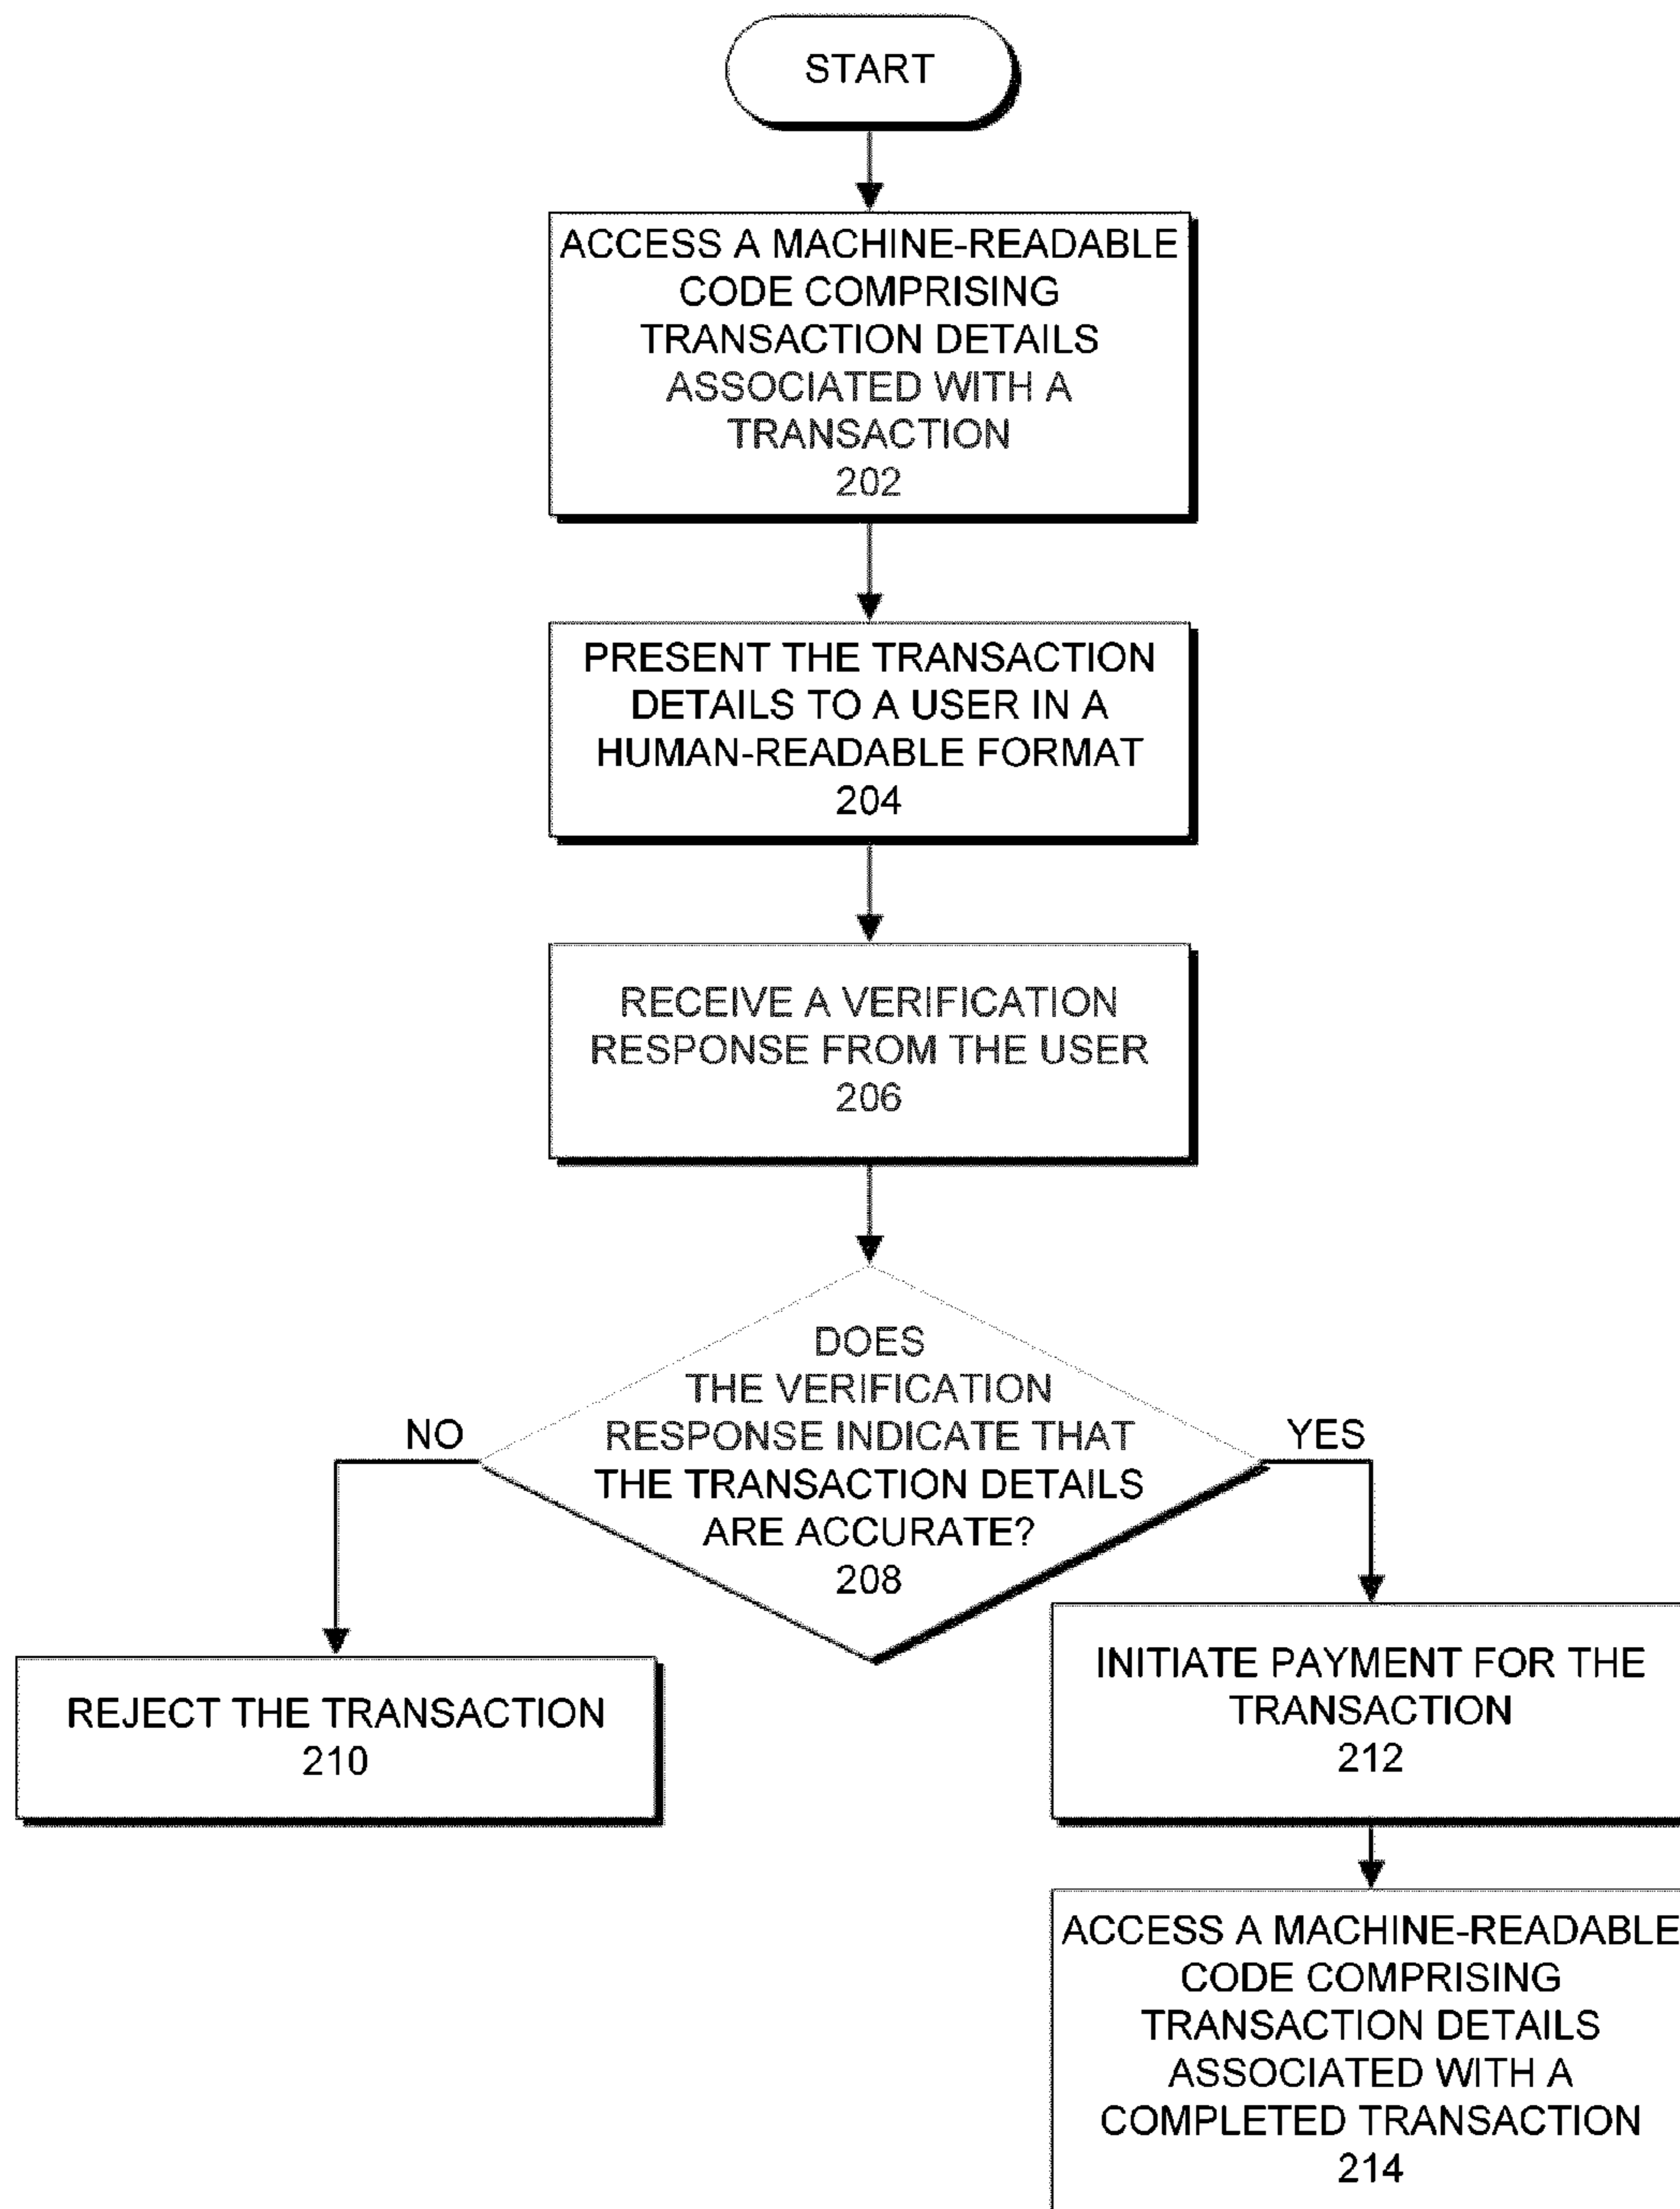 START
ACCESS A MACHINE-READABLE
CODE COMPRISING
TRANSACTION DETAILS
ASSOCIATED WITH A
TRANSACTION
202
PRESENT THE TRANSACTION
DETAILS TO A USER IN A
HUMAN-READABLE FORMAT
204
RECEIVE A VERIFICATION
RESPONSE FROM THE USER
206
DOES
THE VERIFICATION
RESPONSE INDICATE THAT
THE TRANSACTION DETAILS
ARE ACCURATE?
208
NO
YES
REJECT THE TRANSACTION
210
INITIATE PAYMENT FOR THE
TRANSACTION
212
ACCESS A MACHINE-READABLE
CODE COMPRISING
TRANSACTION DETAILS
ASSOCIATED WITH A
COMPLETED TRANSACTION
214